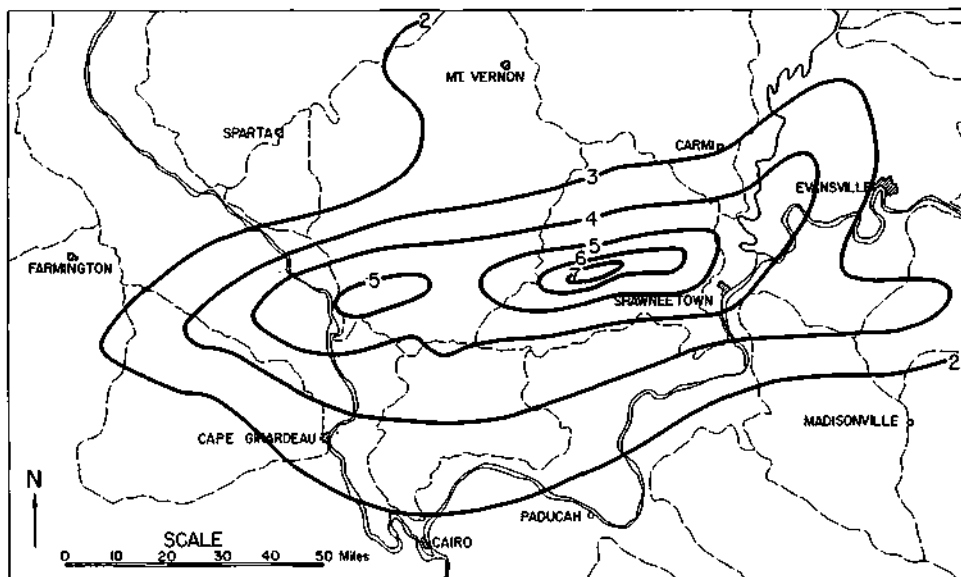 2
MT. VERNON
SPARTA
CARMI
3
EVINSVILLE
4
5
6
7
FARMINGTON
5
SHAWNEETOWN
2
MADISONVILLE
CAPE GIRARDEAU
N
PADUCAH
SCALE
CAIRO
0 10 20 30 40 50 Miles